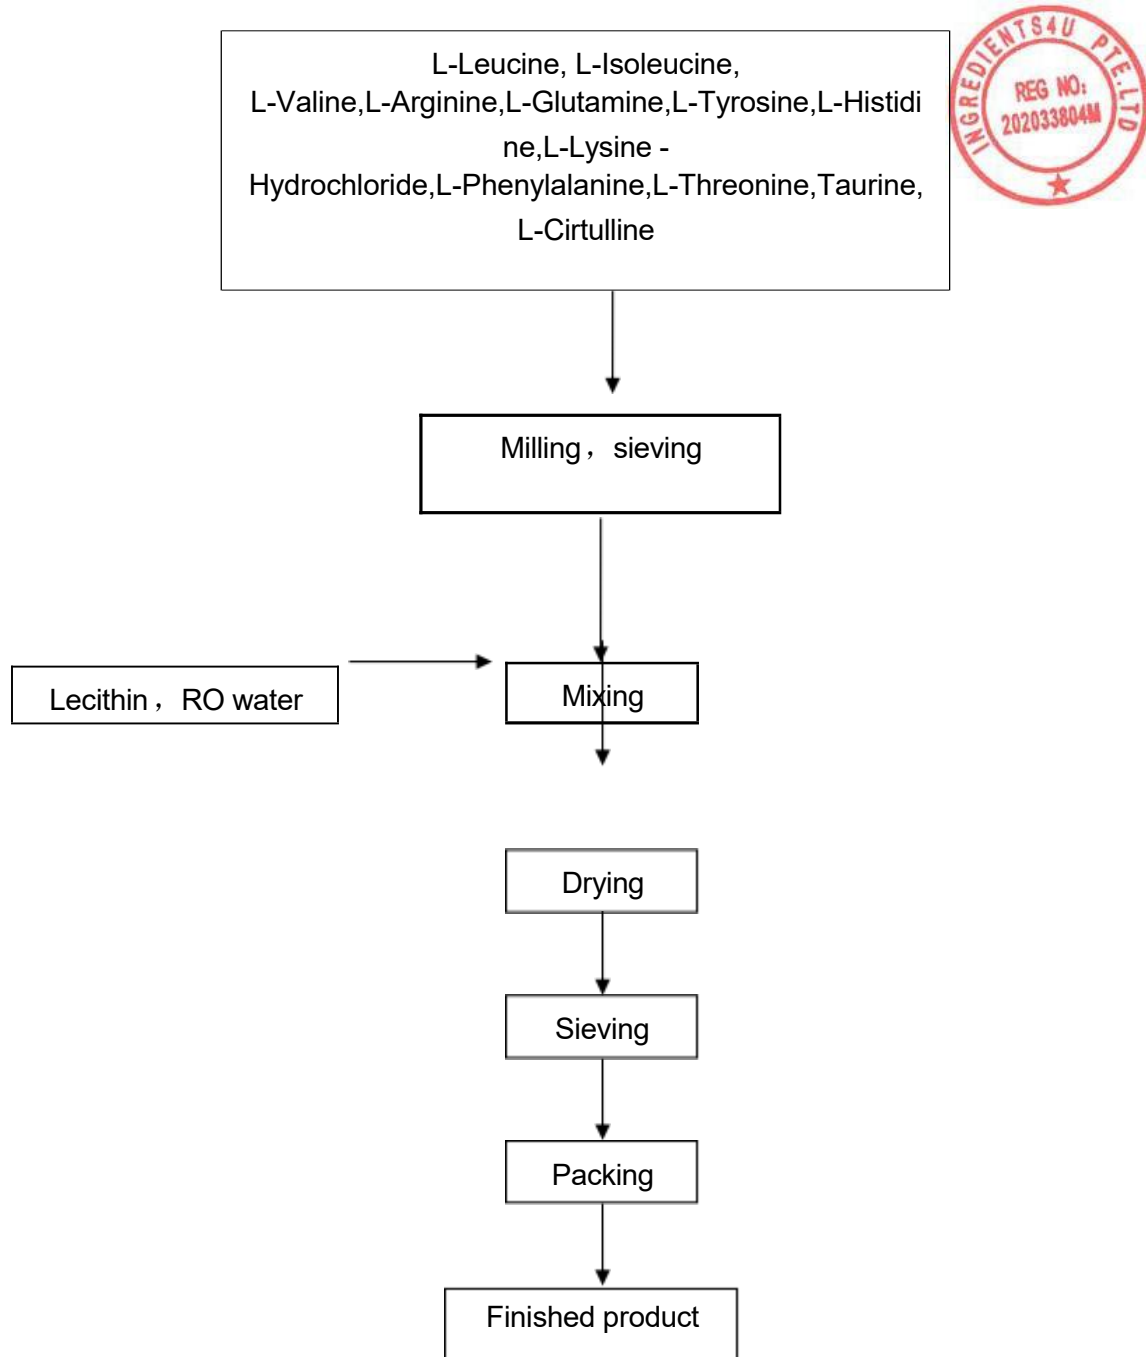 L-Leucine, L-Isoleucine,
L-Valine,L-Arginine,L-Glutamine,L-Tyrosine,L-Histidi
ne,L-Lysine -
Hydrochloride,L-Phenylalanine,L-Threonine,Taurine,
L-Cirtulline
INGREDIENTS4U PTE.LTD
REG NO:
202033804M
Milling，sieving
Lecithin，RO water
Mixing
Drying
Sieving
Packing
Finished product